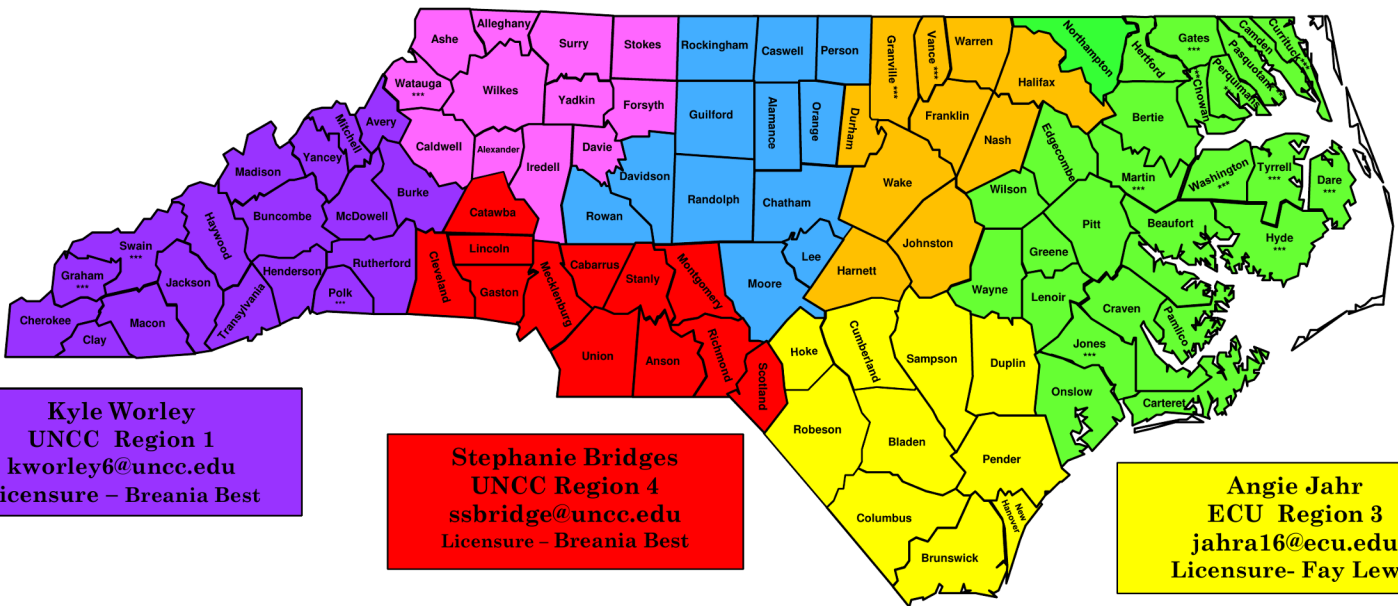 Alleghany
Ashe
Surry
Stokes
Rockingham
Caswell
Person
Granville ***
Vance ***
Warren
Northampton
Hertford
Gates
***
Camden
Currituck ***
Pasquotank
Perquimans
Chowan
Watauga
***
Wilkes
Yadkin
Forsyth
Guilford
Alamance
Orange
Durham
Franklin
Halifax
Nash
Edgecombe
Bertie
Avery
Mitchell
Yancey
Madison
Caldwell
Alexander
Iredell
Davie
Davidson
Randolph
Chatham
Wake
Wilson
Martin
***
Washington
***
Tyrrell
***
Dare
***
Burke
McDowell
Buncombe
Haywood
Swain
***
Graham
***
Jackson
Cherokee
Clay
Macon
Transylvania
Henderson
Polk
***
Rutherford
Catawba
Rowan
Lincoln
Cleveland
Gaston
Mecklenburg
Cabarrus
Stanly
Montgomery
Moore
Lee
Harnett
Johnston
Greene
Pitt
Beaufort
Hyde
***
Wayne
Lenoir
Craven
Pamlico
Jones
***
Onslow
Carteret
Union
Anson
Richmond
Scotland
Hoke
Cumberland
Sampson
Duplin
Robeson
Bladen
Pender
Columbus
Brunswick
New
Hanover
Kyle Worley
UNCC Region 1
kworley6@uncc.edu
icensure – Breania Best
Stephanie Bridges
UNCC Region 4
ssbridge@uncc.edu
Licensure – Breania Best
Angie Jahr
ECU Region 3
jahra16@ecu.edu
Licensure- Fay Lew